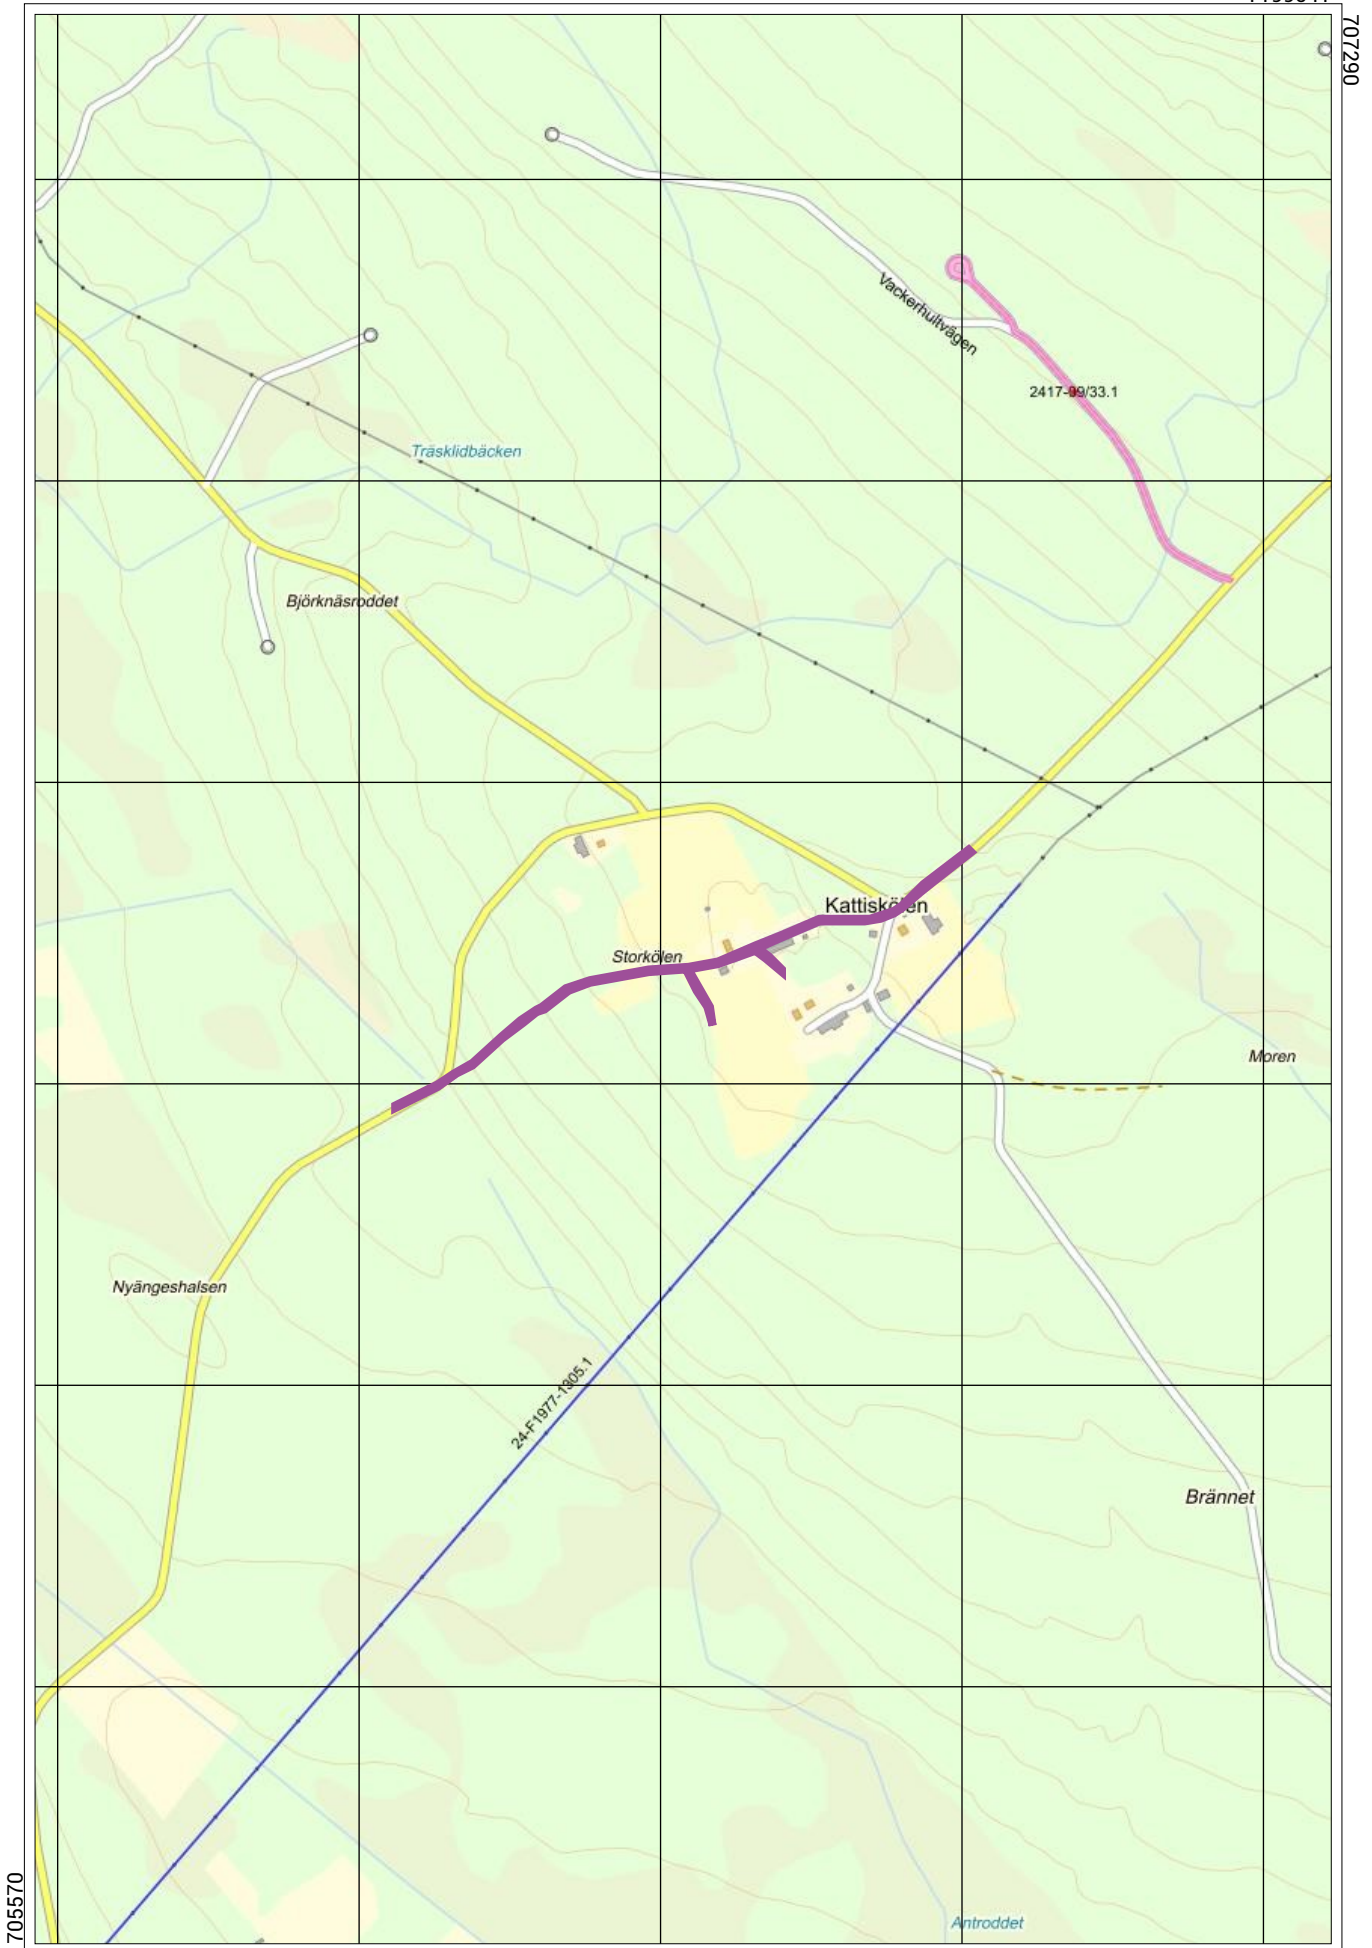 707290
Vackerhultvägen
2417-99/33.1
Träsklidbäcken
Björknäsroddet
Kattiskölen
Storkölen
Moren
Nyängeshalsen
24-F1977-1305.1
Brännet
705570
Antroddet